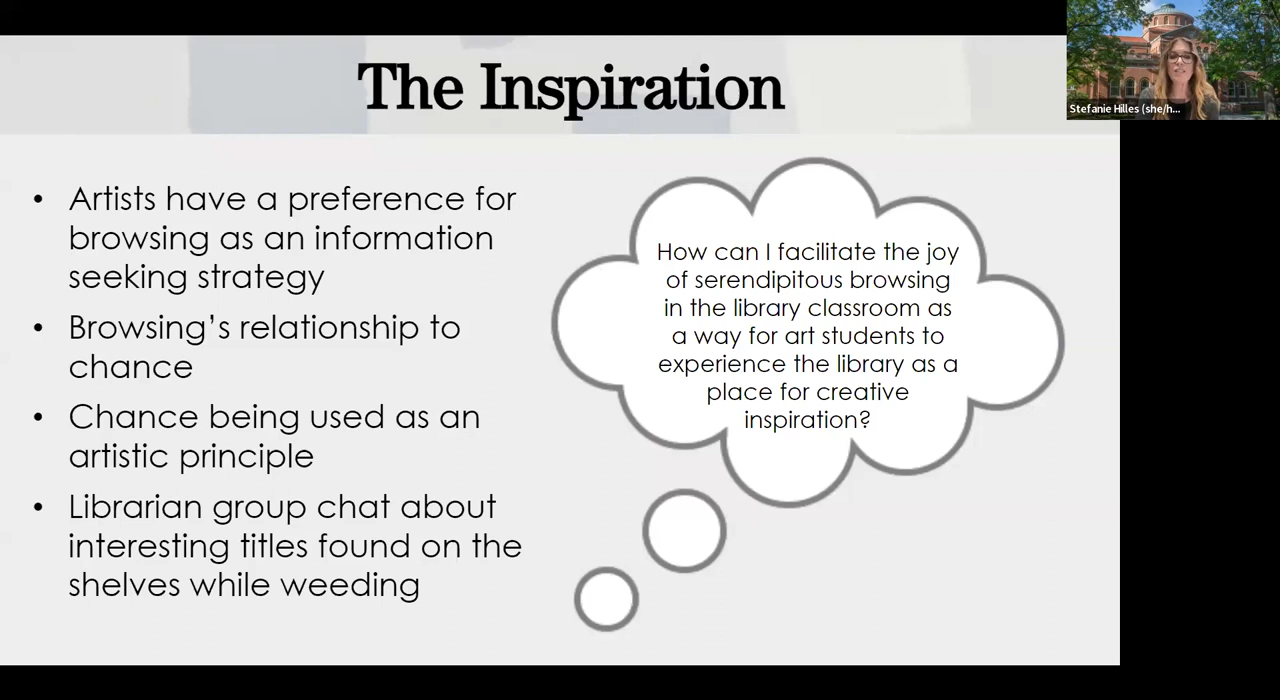 The Inspiration
Stefanie Hilles (she/h...
• Artists have a preference for
browsing as an information
seeking strategy
• Browsing’s relationship to
chance
• Chance being used as an
artistic principle
• Librarian group chat about
interesting titles found on the
shelves while weeding
How can I facilitate the joy
of serendipitous browsing
in the library classroom as
a way for art students to
experience the library as a
place for creative
inspiration?